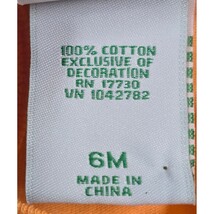 100% COTTON
EXCLUSIVE OF
DECORATION
RN 17730
VN 1042782
6M
MADE IN
CHINA